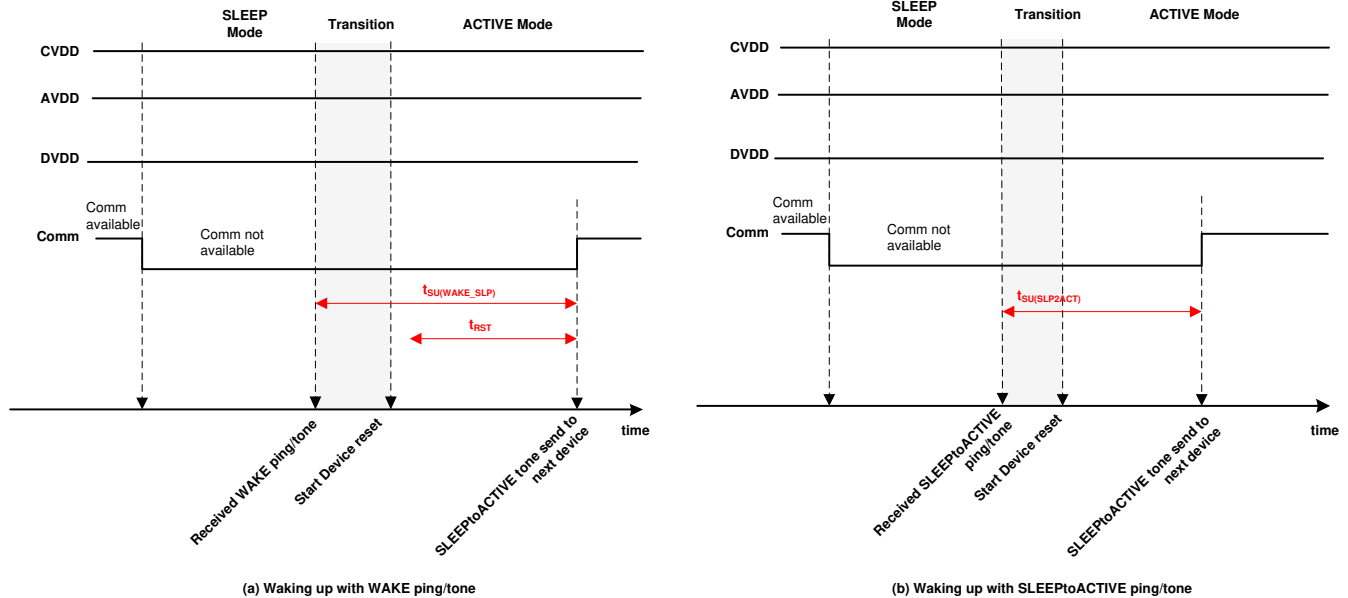 SLEEP
Mode
Transition
ACTIVE Mode
CVDD
AVDD
DVDD
Comm
available
Comm
Comm not
available
tSU(WAKE_SLP)
tRST
time
Received WAKE ping/tone
Start Device reset
SLEEPtoACTIVE tone send to
next device
(a) Waking up with WAKE ping/tone
SLEEP
Mode
Transition
ACTIVE Mode
CVDD
AVDD
DVDD
Comm
available
Comm
Comm not
available
tSU(SLP2ACT)
time
Received SLEEPtoACTIVE
ping/tone
Start Device reset
SLEEPtoACTIVE tone send to
next device
(b) Waking up with SLEEPtoACTIVE ping/tone